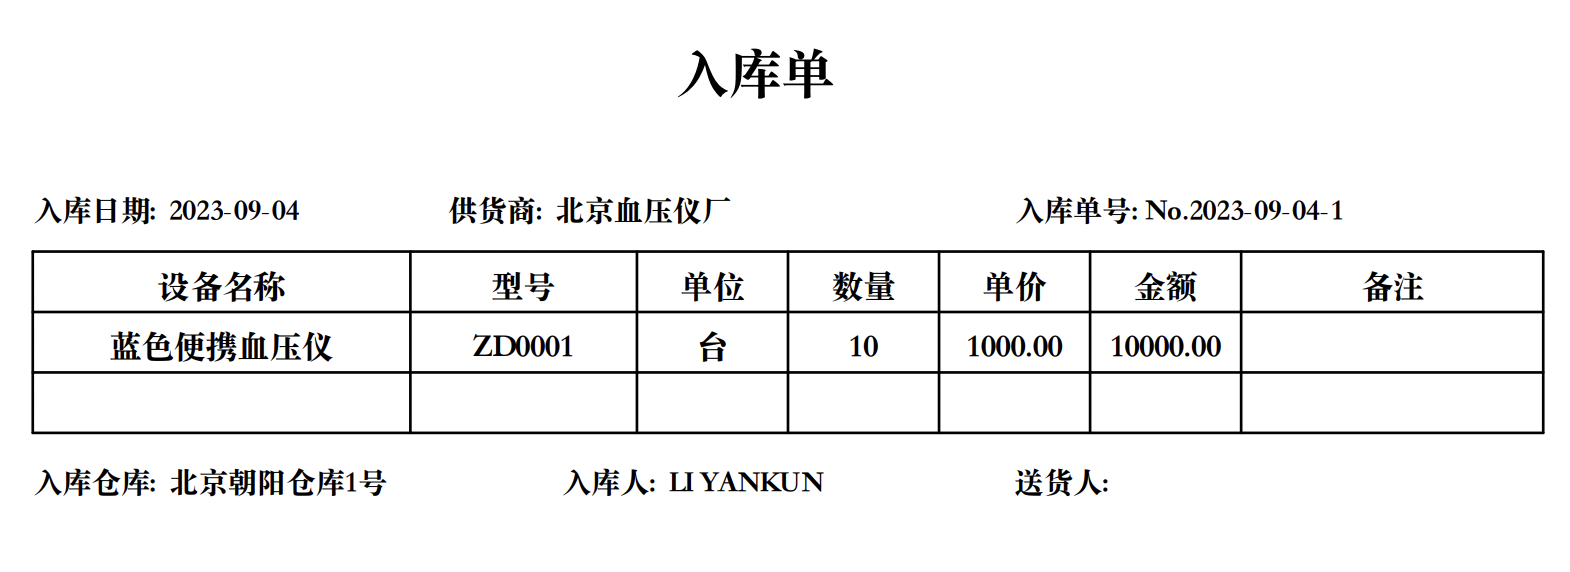 入库单
入库日期: 2023-09-04 供货商: 北京血压仪厂 入库单号: No.2023-09-04-1
设备名称 型号 单位 数量 单价 金额 备注
蓝色便携血压仪 ZD0001 台 10 1000.00 10000.00
入库仓库: 北京朝阳仓库1号 入库人: LI YANKUN 送货人: